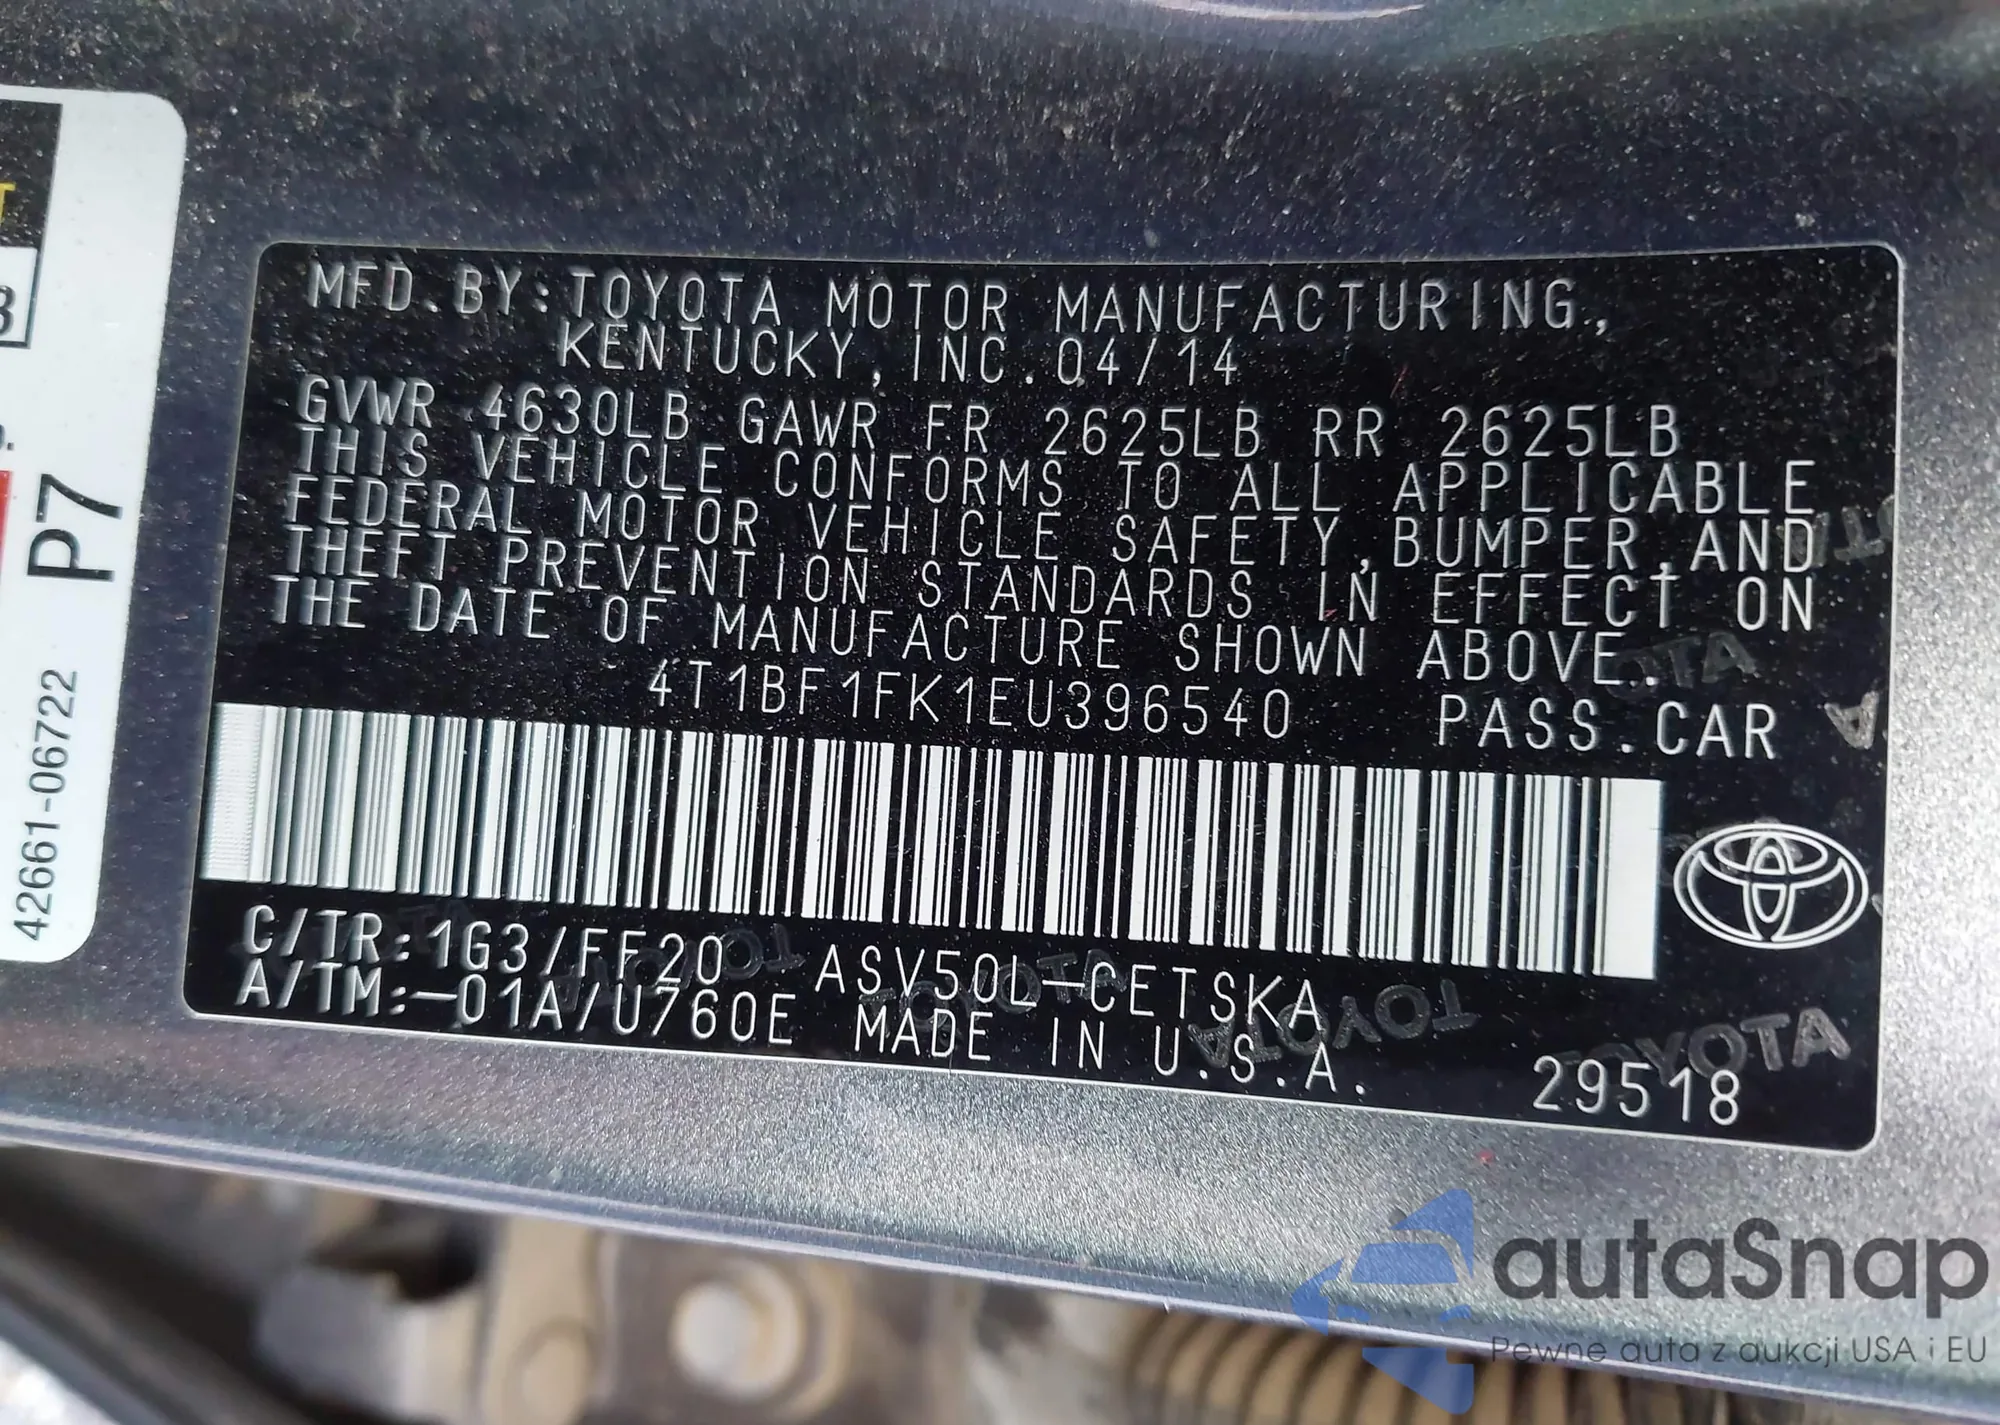 MFD.BY:TOYOTA MOTOR MANUFACTURING,
KENTUCKY, INC.04/14
GVWR 4630LB GAWR FR 2625LB RR 2625LB
THIS VEHICLE CONFORMS TO ALL APPLICABLE
FEDERAL MOTOR VEHICLE SAFETY,BUMPER,AND
THEFT PREVENTION STANDARDS IN EFFECT ON
THE DATE OF MANUFACTURE SHOWN ABOVE.
4T1BF1FK1EU396540 PASS.CAR
C/TR:1G3/FF20 ASV50L-CETSKA
A/TM:-01A/U760E MADE IN U.S.A.
29518
P7
42661-06722
TOYOTA
TOYOTA
TOYOTA
autaSnap
Pewne auta z aukcji USA i EU